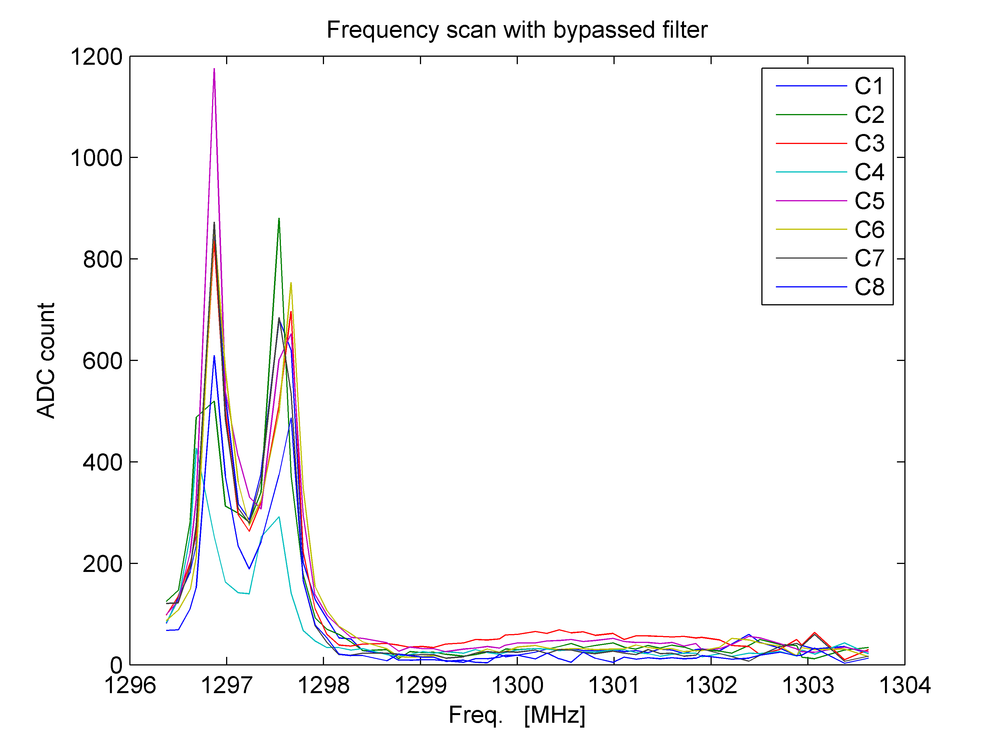 Frequency scan with bypassed filter
1200
1000
800
600
400
200
0
ADC count
C1
C2
C3
C4
C5
C6
C7
C8
1296 1297 1298 1299 1300 1301 1302 1303 1304
Freq. [MHz]